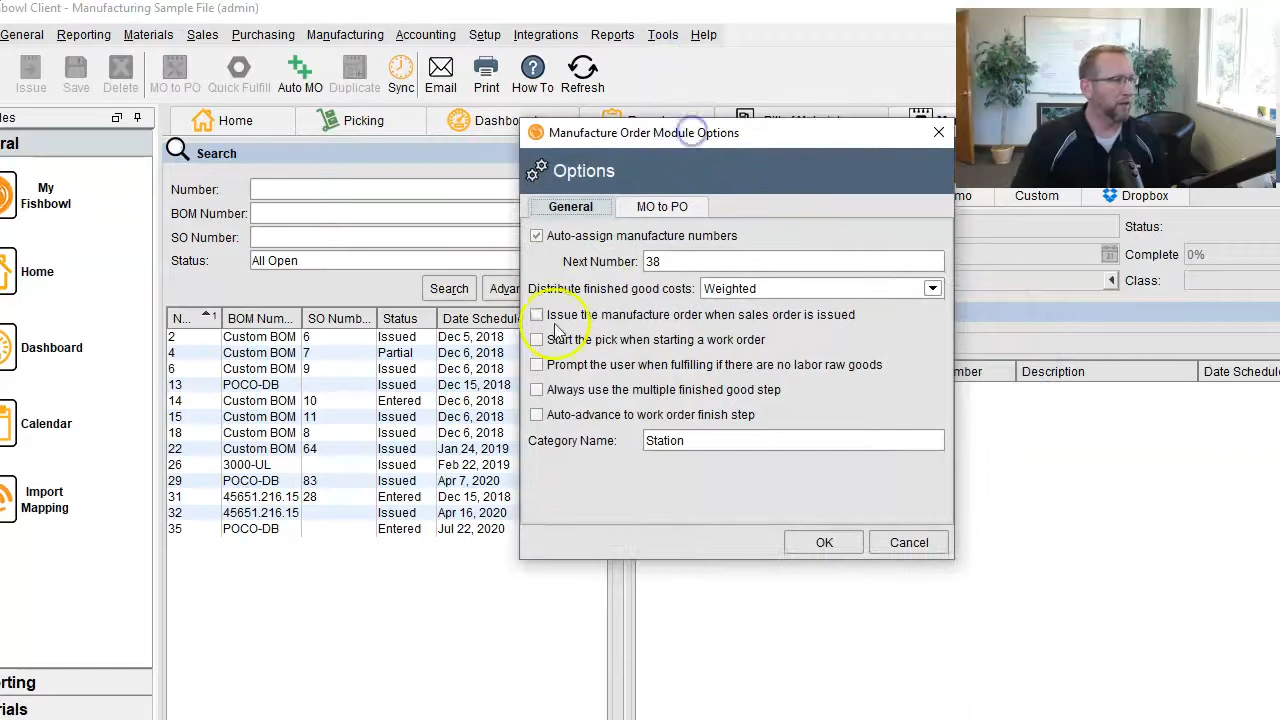 bowl Client - Manufacturing Sample File (admin)
General Reporting Materials Sales Purchasing Manufacturing Accounting Setup Integrations Reports Tools Help
Issue Save Delete MO to PO Quick Fulfill Auto MO Duplicate Sync Email Print How To Refresh
Home Picking
Manufacture Order Module Options
Search
Options
My
Fishbowl
Number:
BOM Number:
SO Number:
Status: All Open
Search
General MO to PO
Auto-assign manufacture numbers
Next Number: 38
Distribute finished good costs: Weighted
Issue the manufacture order when sales order is issued
Start the pick when starting a work order
Prompt the user when fulfilling if there are no labor raw goods
Always use the multiple finished good step
Auto-advance to work order finish step
Category Name: Station
OK Cancel
Custom Dropbox
Status:
Complete 0%
Class:
Description Date Schedule
Home
Dashboard
Calendar
Import
Mapping
N... 1 BOM Num... SO Numb... Status Date Schedule
2 Custom BOM 6 Issued Dec 5, 2018
4 Custom BOM 7 Partial Dec 6, 2018
6 Custom BOM 9 Issued Dec 6, 2018
13 POCO-DB Issued Dec 15, 2018
14 Custom BOM 10 Entered Dec 6, 2018
15 Custom BOM 11 Issued Dec 6, 2018
18 Custom BOM 8 Issued Dec 6, 2018
22 Custom BOM 64 Issued Jan 24, 2019
26 3000-UL Issued Feb 22, 2019
29 POCO-DB 83 Issued Apr 7, 2020
31 45651.216.15 28 Entered Dec 15, 2018
32 45651.216.15 Issued Apr 16, 2020
35 POCO-DB Entered Jul 22, 2020